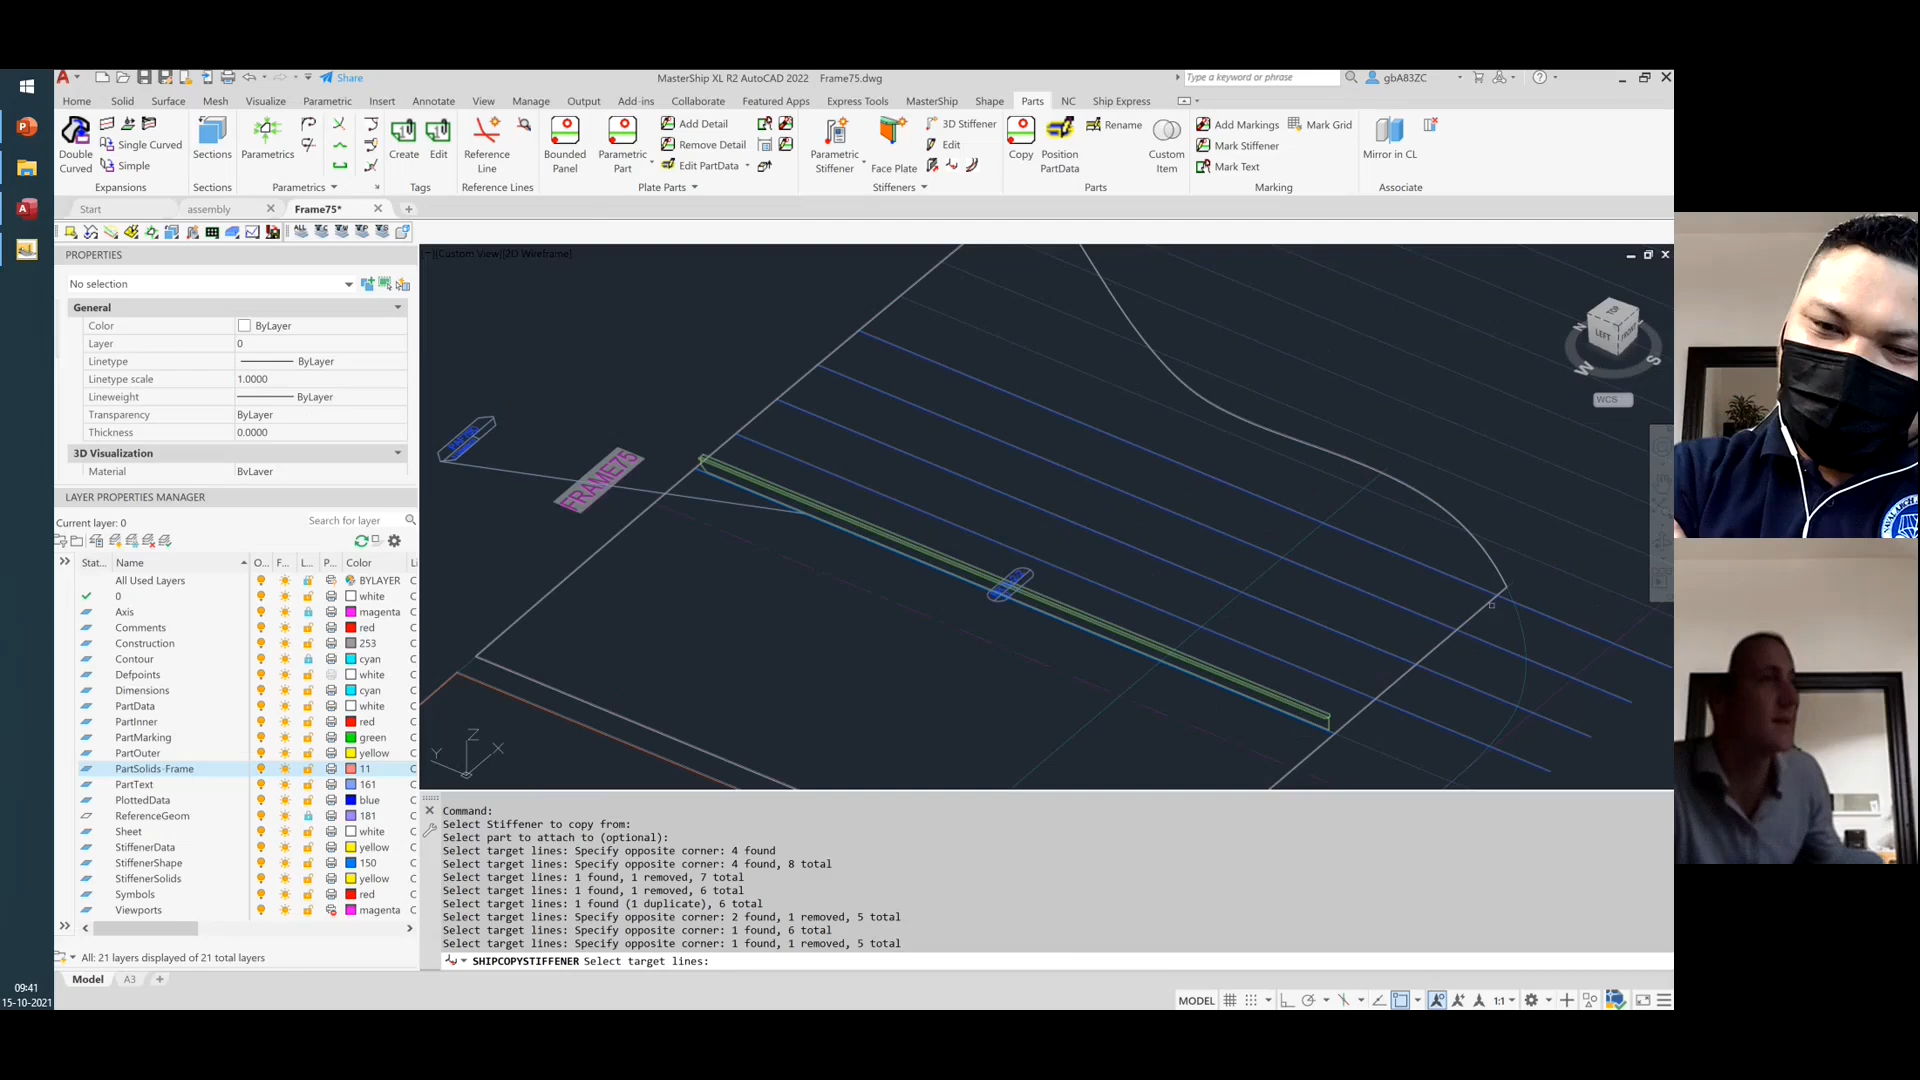 Share
MasterShip XL R2 AutoCAD 2022 Frame75.dwg
Type a keyword or phrase
gbA83ZC
Home Solid Surface Mesh Visualize Parametric Insert Annotate View Manage Output Add-ins Collaborate Featured Apps Express Tools MasterShip Shape Parts NC Ship Express
Double Curved
Single Curved
Simple
Expansions
Sections
Sections
Parametrics
Parametrics
Create
Edit
Tags
Reference Line
Reference Lines
Bounded Panel
Parametric Part
Add Detail
Remove Detail
Edit PartData
Plate Parts
Parametric Stiffener
Face Plate
3D Stiffener
Edit
Stiffeners
Copy
Position PartData
Rename
Custom Item
Parts
Add Markings
Mark Grid
Mark Stiffener
Mark Text
Marking
Mirror in CL
Associate
Start assembly Frame75*
PROPERTIES
No selection
General
Color ByLayer
Layer 0
Linetype ByLayer
Linetype scale 1.0000
Lineweight ByLayer
Transparency ByLayer
Thickness 0.0000
3D Visualization
Material ByLayer
LAYER PROPERTIES MANAGER
Current layer: 0
Search for layer
Stat... Name O... F... L... P... Color Li
All Used Layers BYLAYER
0 white C
Axis magenta C
Comments red C
Construction 253 C
Contour cyan C
Defpoints white C
Dimensions cyan C
PartData white C
PartInner red C
PartMarking green C
PartOuter yellow C
PartSolids-Frame 11 C
PartText 161 C
PlottedData blue C
ReferenceGeom 181 C
Sheet white C
StiffenerData yellow C
StiffenerShape 150 C
StiffenerSolids yellow C
Symbols red C
Viewports magenta C
All: 21 layers displayed of 21 total layers
Model A3
[−][Custom View][2D Wireframe]
FRAME75
TOP
LEFT
FRONT
N
W
S
WCS
Z
Y
X
Command:
Select Stiffener to copy from:
Select part to attach to (optional):
Select target lines: Specify opposite corner: 4 found
Select target lines: Specify opposite corner: 4 found, 8 total
Select target lines: 1 found, 1 removed, 7 total
Select target lines: 1 found, 1 removed, 6 total
Select target lines: 1 found (1 duplicate), 6 total
Select target lines: Specify opposite corner: 2 found, 1 removed, 5 total
Select target lines: Specify opposite corner: 1 found, 6 total
Select target lines: Specify opposite corner: 1 found, 1 removed, 5 total
SHIPCOPYSTIFFENER Select target lines:
MODEL 1:1
09:41
15-10-2021